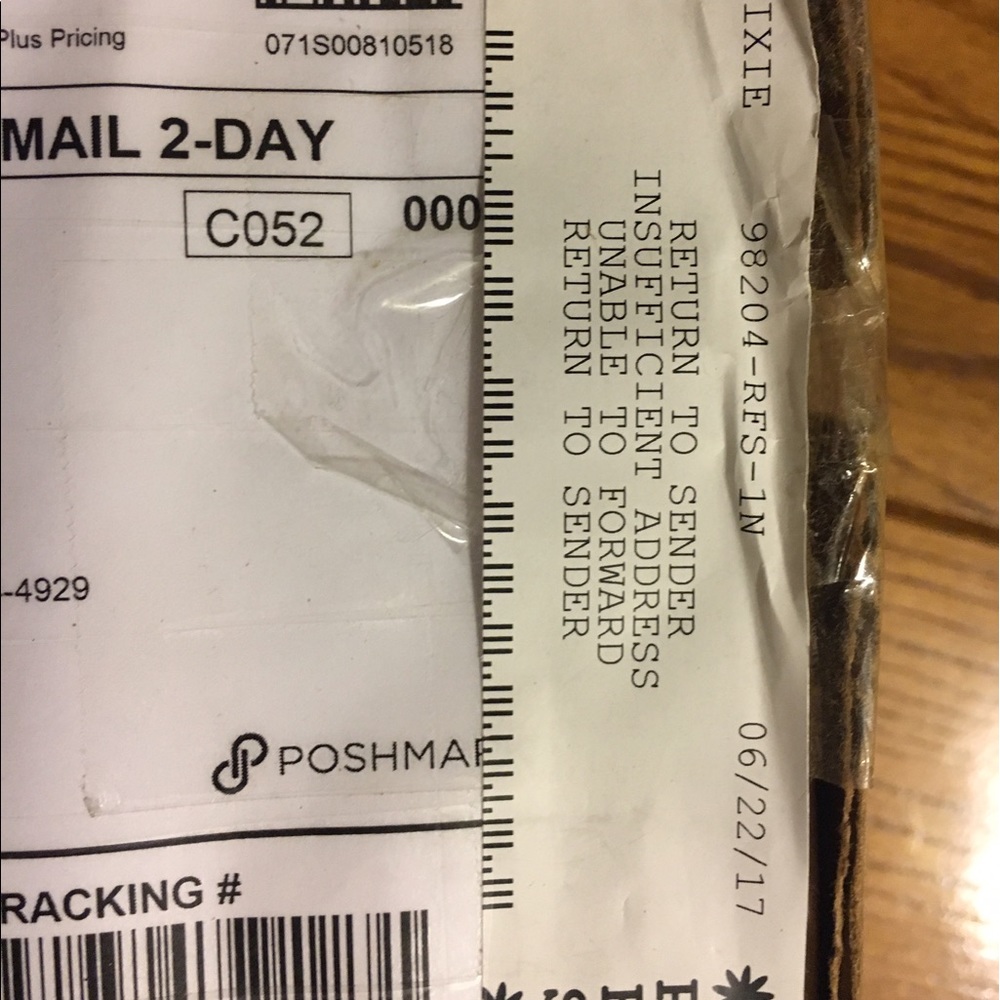 Plus Pricing
071S00810518
MAIL 2-DAY
C052
000
-4929
POSHMAR
RACKING #
IXIE 98204-RFS-1N 06/22/17
RETURN TO SENDER
INSUFFICIENT ADDRESS
UNABLE TO FORWARD
RETURN TO SENDER